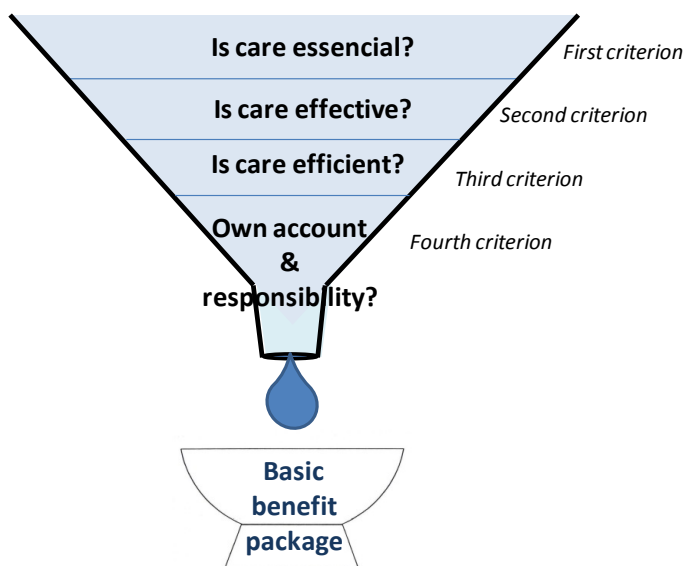 Is care essencial?
First criterion
Is care effective?
Second criterion
Is care efficient?
Third criterion
Own account
&
responsibility?
Fourth criterion
Basic
benefit
package